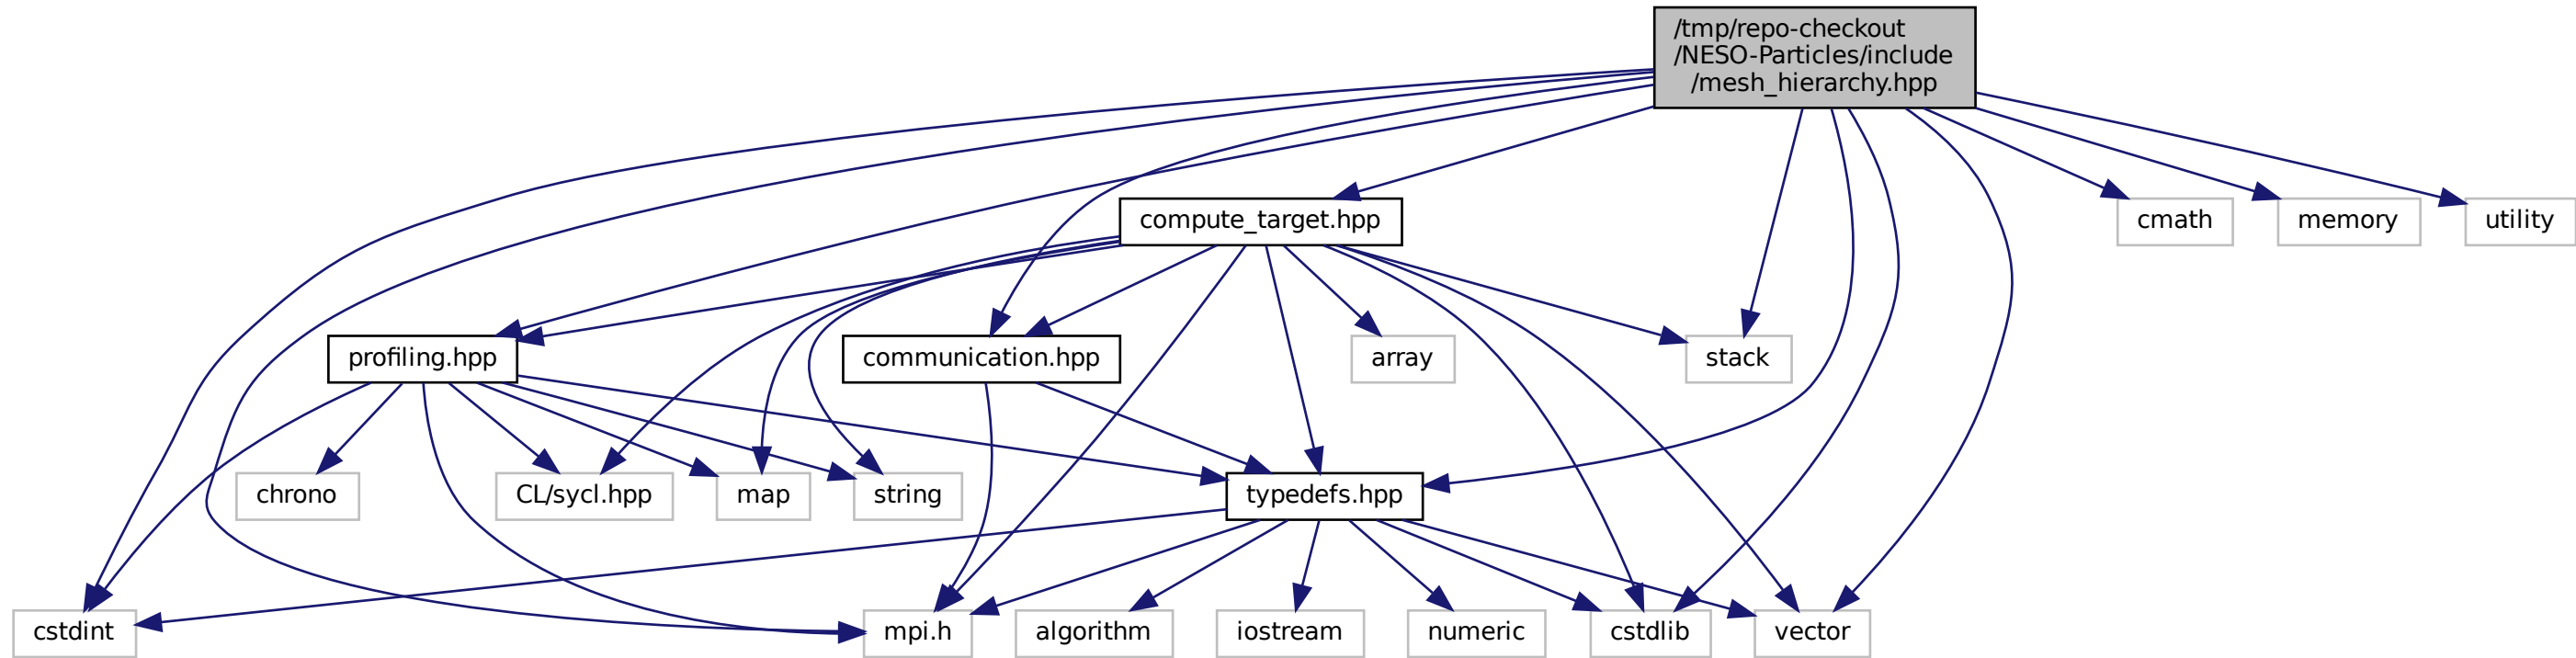 /tmp/repo-checkout
/NESO-Particles/include
/mesh_hierarchy.hpp
compute_target.hpp
cmath
memory
utility
profiling.hpp
communication.hpp
array
stack
chrono
CL/sycl.hpp
map
string
typedefs.hpp
cstdint
mpi.h
algorithm
iostream
numeric
cstdlib
vector